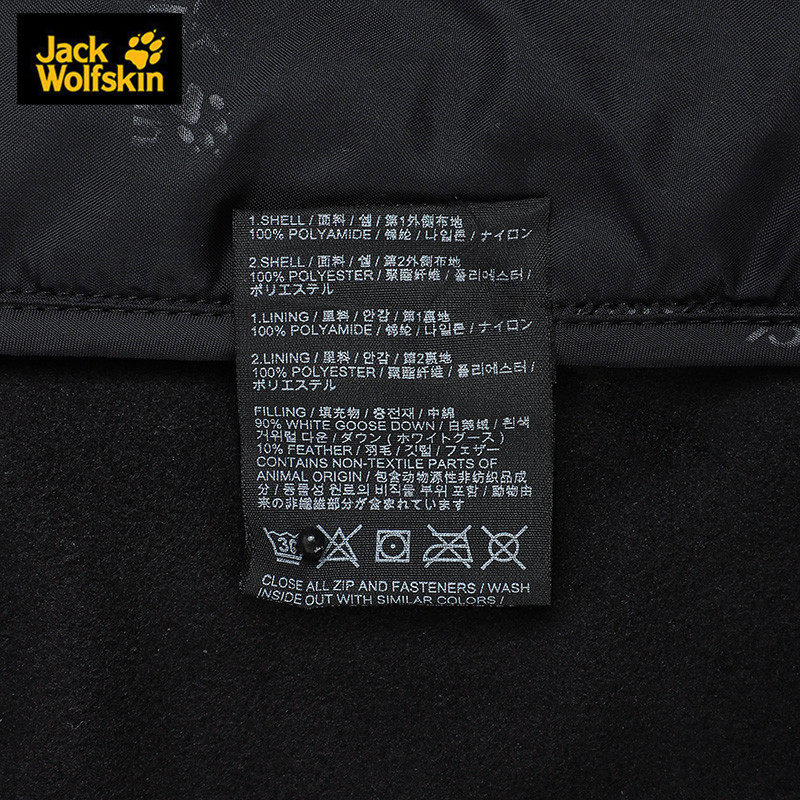 Jack
Wolfskin
1.SHELL / 面料 / 쉘 / 第1外側布地
100% POLYAMIDE / 锦纶 / 나일론 / ナイロン
2.SHELL / 面料 / 쉘 / 第2外側布地
100% POLYESTER / 聚酯纤维 / 폴리에스터 /
ポリエステル
1.LINING / 里料 / 안감 / 第1裏地
100% POLYAMIDE / 锦纶 / 나일론 / ナイロン
2.LINING / 里料 / 안감 / 第2裏地
100% POLYESTER / 聚酯纤维 / 폴리에스터 /
ポリエステル
FILLING / 填充物 / 충전재 / 中綿
90% WHITE GOOSE DOWN / 白鹅绒 / 흰색
거위털 다운 / ダウン ( ホワイトグース )
10% FEATHER / 羽毛 / 깃털 / フェザー
CONTAINS NON-TEXTILE PARTS OF
ANIMAL ORIGIN / 包含动物源性非纺织品成
分 / 동물성 원료의 비직물 부위 포함 / 動物由
来の非繊維部分が含まれています
30
CLOSE ALL ZIP AND FASTENERS / WASH
INSIDE OUT WITH SIMILAR COLORS /